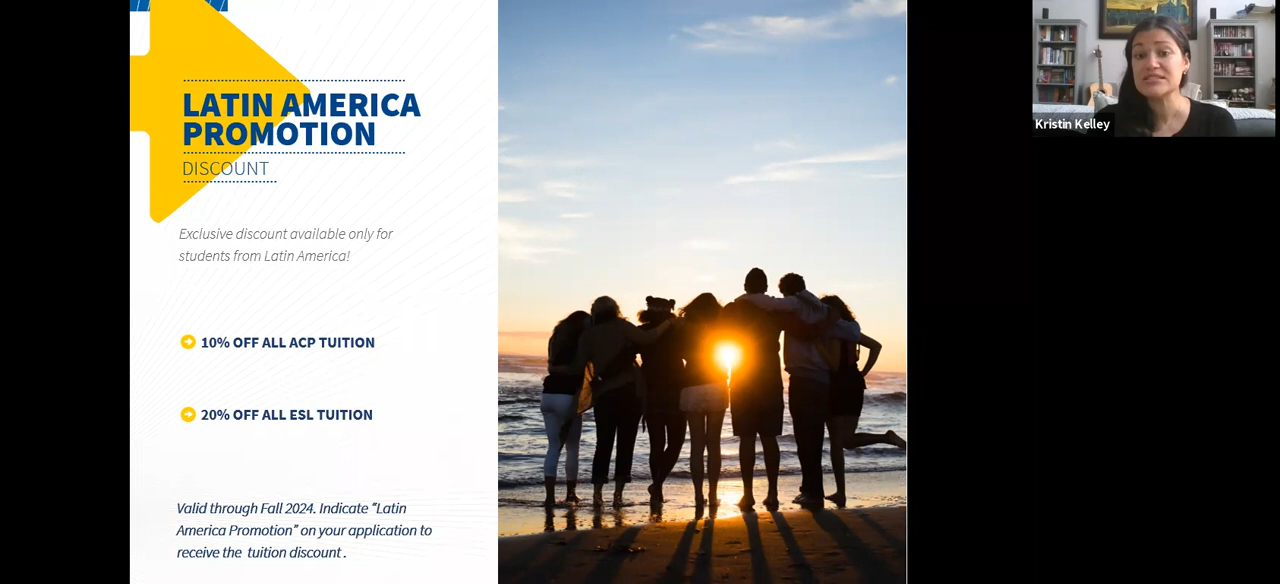 LATIN AMERICA
PROMOTION
DISCOUNT
Exclusive discount available only for
students from Latin America!
10% OFF ALL ACP TUITION
20% OFF ALL ESL TUITION
Valid through Fall 2024. Indicate "Latin
America Promotion" on your application to
receive the tuition discount .
Kristin Kelley